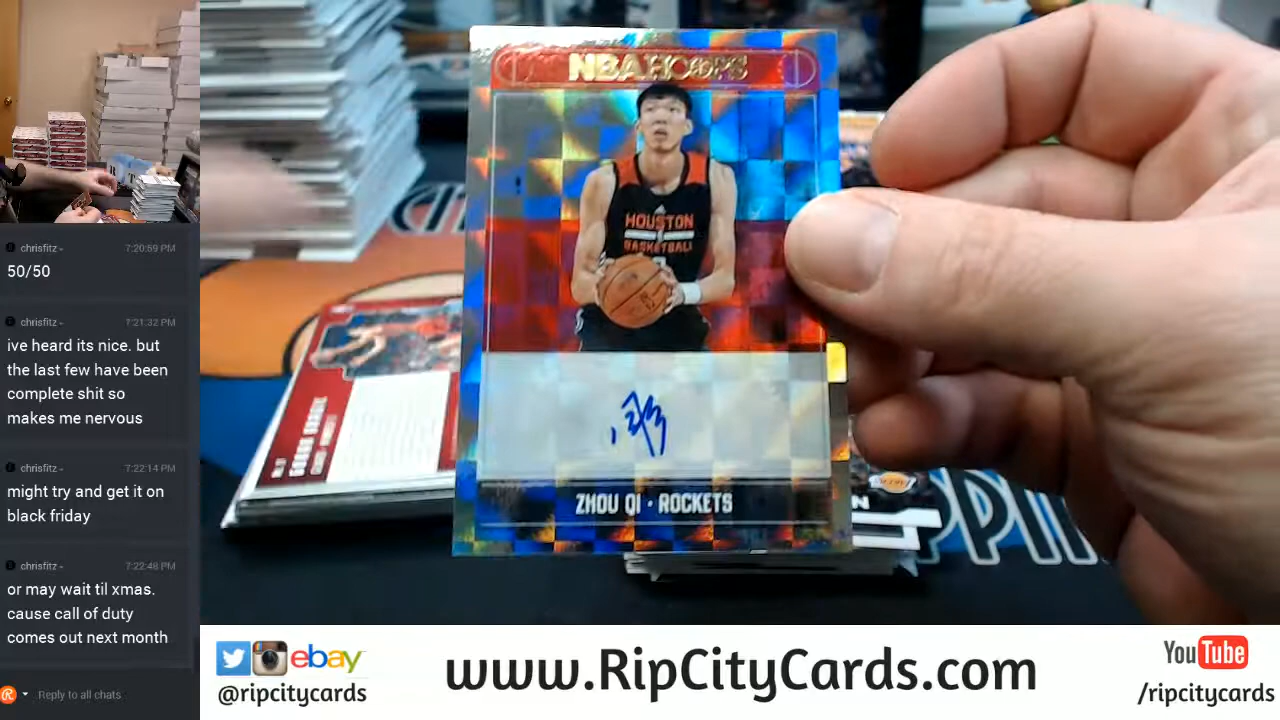 chrisfitz
7:20:59 PM
50/50
chrisfitz
7:21:32 PM
ive heard its nice. but
the last few have been
complete shit so
makes me nervous
chrisfitz
7:22:14 PM
might try and get it on
black friday
chrisfitz
7:22:48 PM
or may wait til xmas.
cause call of duty
comes out next month
Reply to all chats
NBA HOOPS
HOUSTON
BASKETBALL
ZHOU QI · ROCKETS
ebay
@ripcitycards
www.RipCityCards.com
YouTube
/ripcitycards